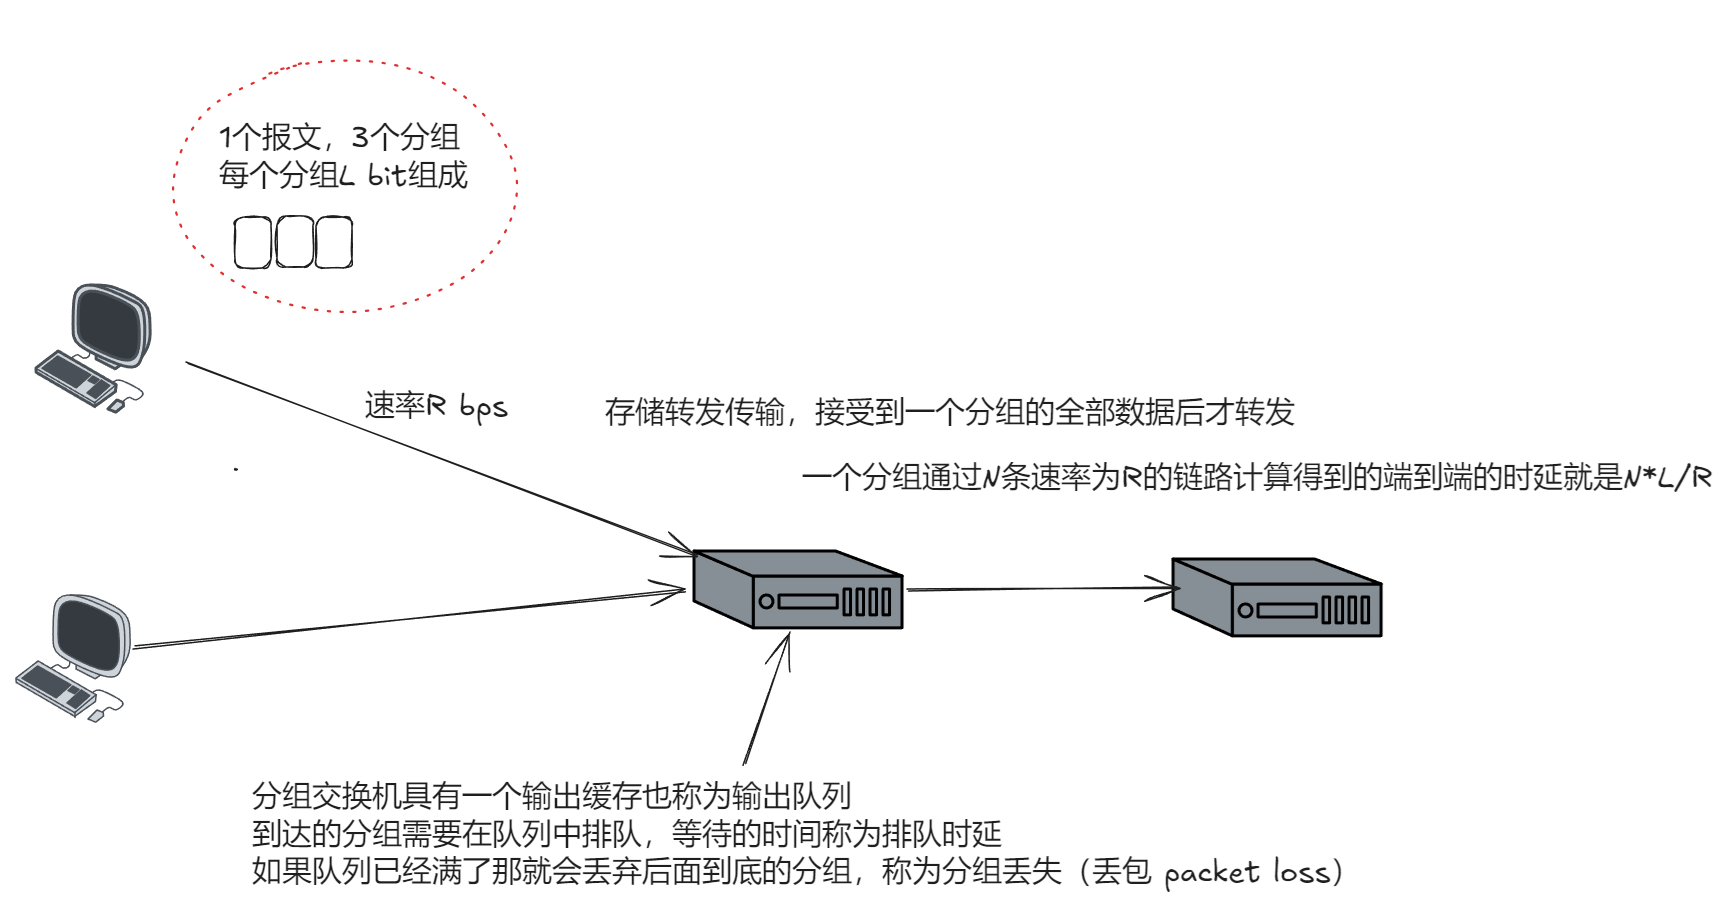 1个报文，3个分组
每个分组L bit组成
速率R bps
存储转发传输，接受到一个分组的全部数据后才转发
一个分组通过N条速率为R的链路计算得到的端到端的时延就是N*L/R
分组交换机具有一个输出缓存也称为输出队列
到达的分组需要在队列中排队，等待的时间称为排队时延
如果队列已经满了那就会丢弃后面到底的分组，称为分组丢失（丢包 packet loss）